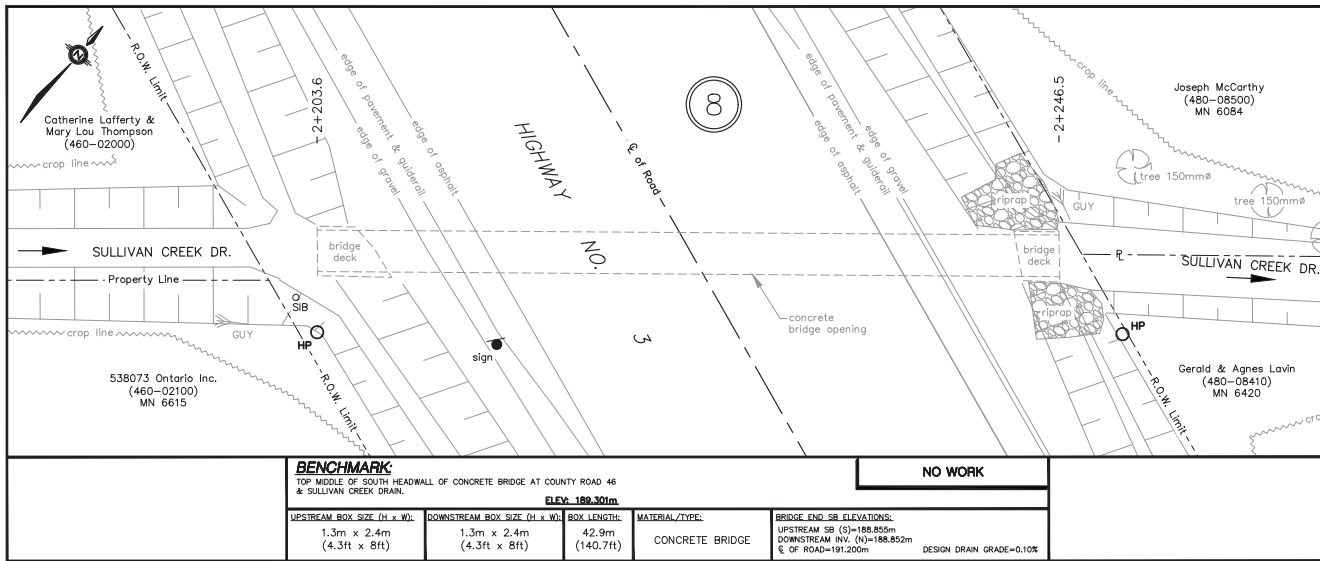 N
R.O.W. Limit
Catherine Lafferty &
Mary Lou Thompson
(460-02000)
crop line
-2+203.6
edge of pavement & guiderail
edge of gravel
edge of asphalt
HIGHWAY
NO.
3
℄ of Road
8
edge of pavement & guiderail
edge of gravel
edge of asphalt
-2+246.5
crop line
Joseph McCarthy
(480-08500)
MN 6084
tree 150mmø
tree 150mmø
riprap
GUY
SULLIVAN CREEK DR.
bridge
deck
bridge
deck
℄
SULLIVAN CREEK DR.
Property Line
SIB
GUY
crop line
HP
sign
concrete
bridge opening
riprap
HP
538073 Ontario Inc.
(460-02100)
MN 6615
R.O.W. Limit
Gerald & Agnes Lavin
(480-08410)
MN 6420
R.O.W. Limit
BENCHMARK:
TOP MIDDLE OF SOUTH HEADWALL OF CONCRETE BRIDGE AT COUNTY ROAD 46
& SULLIVAN CREEK DRAIN.
ELEV: 189.301m
NO WORK
UPSTREAM BOX SIZE (H x W):
1.3m x 2.4m
(4.3ft x 8ft)
DOWNSTREAM BOX SIZE (H x W):
1.3m x 2.4m
(4.3ft x 8ft)
BOX LENGTH:
42.9m
(140.7ft)
MATERIAL/TYPE:
CONCRETE BRIDGE
BRIDGE END SB ELEVATIONS:
UPSTREAM SB (S)=188.855m
DOWNSTREAM INV. (N)=188.852m
℄ OF ROAD=191.200m
DESIGN DRAIN GRADE=0.10%